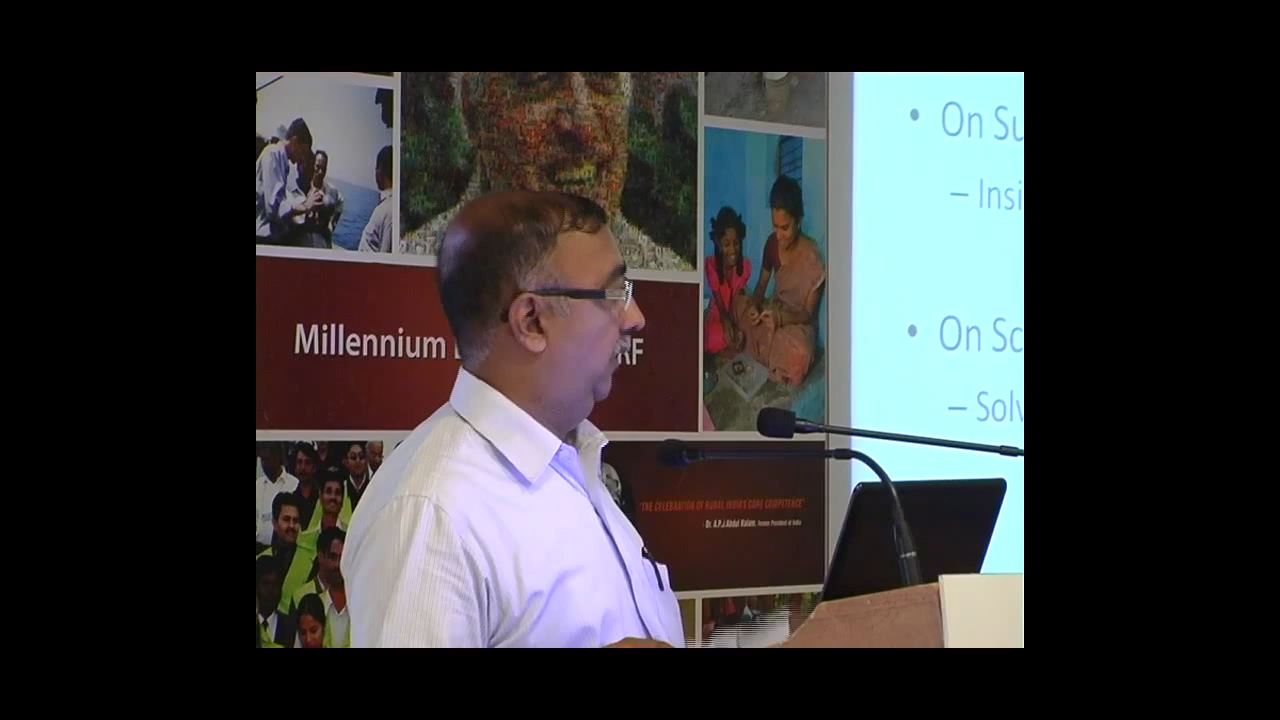 • On Su
– Insi
Millennium
RF
• On Sc
– Solv
"THE CELEBRATION OF RURAL INDIA'S CORE COMPETENCE"
- Dr. A.P.J. Abdul Kalam, Former President of India